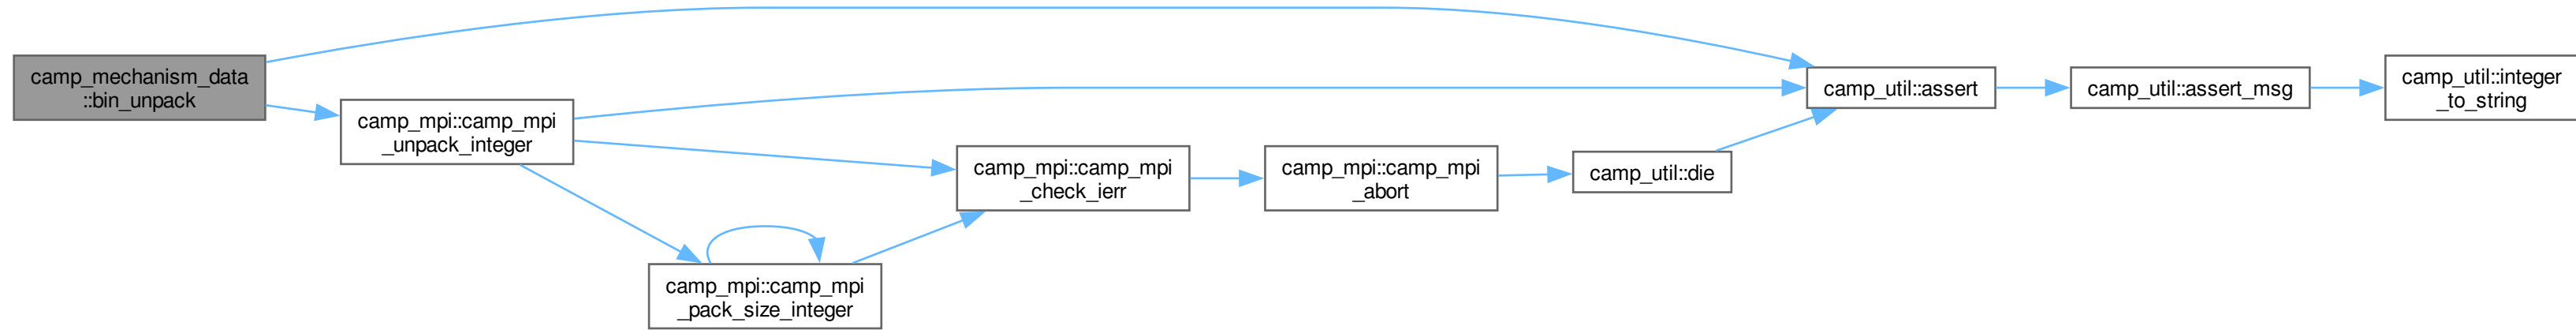 camp_mechanism_data
::bin_unpack
camp_mpi::camp_mpi
_unpack_integer
camp_mpi::camp_mpi
_pack_size_integer
camp_mpi::camp_mpi
_check_ierr
camp_mpi::camp_mpi
_abort
camp_util::die
camp_util::assert
camp_util::assert_msg
camp_util::integer
_to_string